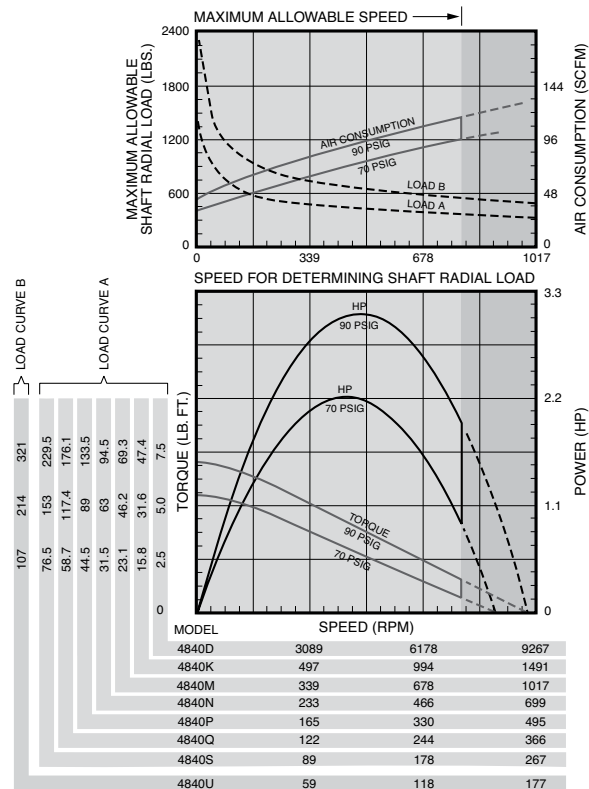 MAXIMUM ALLOWABLE SPEED
MAXIMUM ALLOWABLE
SHAFT RADIAL LOAD (LBS.)
2400
1800
1200
600
0
AIR CONSUMPTION
90 PSIG
70 PSIG
LOAD B
LOAD A
144
96
48
0
AIR CONSUMPTION (SCFM)
0 339 678 1017
SPEED FOR DETERMINING SHAFT RADIAL LOAD
HP
90 PSIG
HP
70 PSIG
TORQUE
90 PSIG
70 PSIG
3.3
2.2
1.1
0
POWER (HP)
LOAD CURVE B
LOAD CURVE A
321 229.5 176.1 133.5 94.5 69.3 47.4 7.5
214 153 117.4 89 63 46.2 31.6 5.0
107 76.5 58.7 44.5 31.5 23.1 15.8 2.5
0
TORQUE (LB. FT.)
MODEL SPEED (RPM)
4840D 3089 6178 9267
4840K 497 994 1491
4840M 339 678 1017
4840N 233 466 699
4840P 165 330 495
4840Q 122 244 366
4840S 89 178 267
4840U 59 118 177